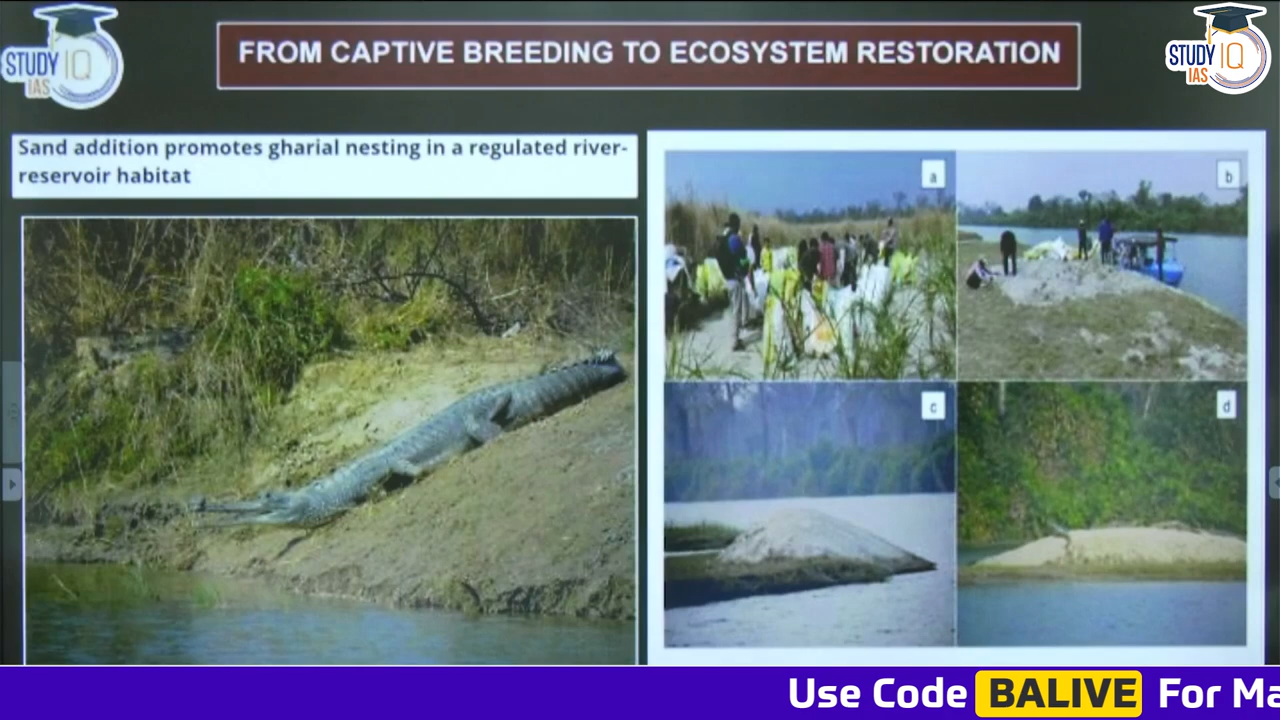 STUDY IQ
IAS
FROM CAPTIVE BREEDING TO ECOSYSTEM RESTORATION
STUDY IQ
IAS
Sand addition promotes gharial nesting in a regulated river-
reservoir habitat
a
b
c
d
Use Code BALIVE For Ma